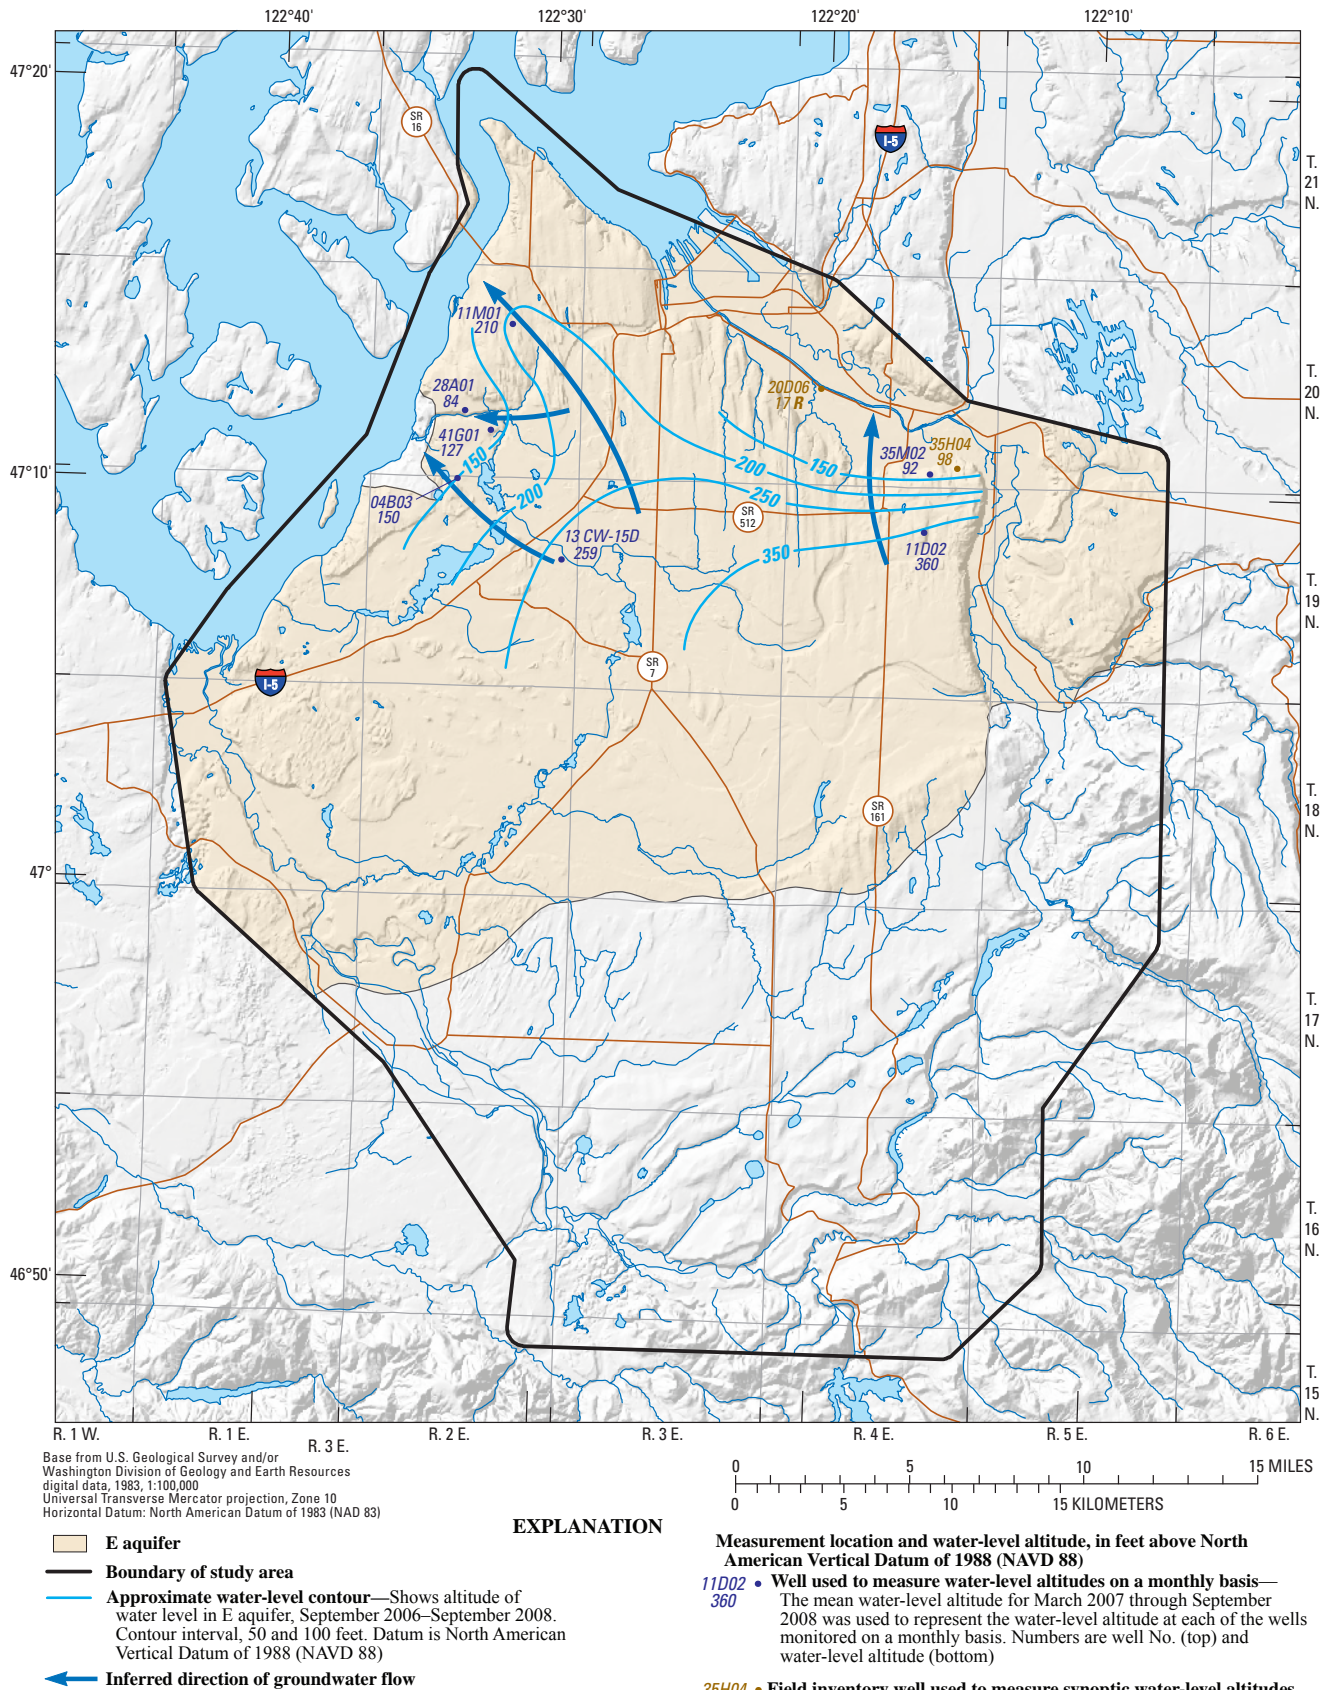 122°40' 122°30' 122°20' 122°10'
47°20'
SR
16
I-5
T.
21
N.
11M01
210
28A01
84
20D06
17 R
T.
20
N.
41G01
127
35M02
92
35H04
98
47°10'
150
200
150
200
250
04B03
150
SR
512
13 CW-15D
259
350
11D02
360
T.
19
N.
SR
7
I-5
T.
18
N.
SR
161
47°
T.
17
N.
T.
16
N.
46°50'
T.
15
N.
R. 1 W. R. 1 E. R. 3 E. R. 2 E. R. 3 E. R. 4 E. R. 5 E. R. 6 E.
Base from U.S. Geological Survey and/or
Washington Division of Geology and Earth Resources
digital data, 1983, 1:100,000
Universal Transverse Mercator projection, Zone 10
Horizontal Datum: North American Datum of 1983 (NAD 83)
0 5 10 15 MILES
0 5 10 15 KILOMETERS
EXPLANATION
E aquifer
Boundary of study area
Approximate water-level contour—Shows altitude of
water level in E aquifer, September 2006–September 2008.
Contour interval, 50 and 100 feet. Datum is North American
Vertical Datum of 1988 (NAVD 88)
Inferred direction of groundwater flow
Measurement location and water-level altitude, in feet above North
American Vertical Datum of 1988 (NAVD 88)
11D02
360
Well used to measure water-level altitudes on a monthly basis—
The mean water-level altitude for March 2007 through September
2008 was used to represent the water-level altitude at each of the wells
monitored on a monthly basis. Numbers are well No. (top) and
water-level altitude (bottom)
35H04 Field inventory well used to measure synoptic water-level altitudes